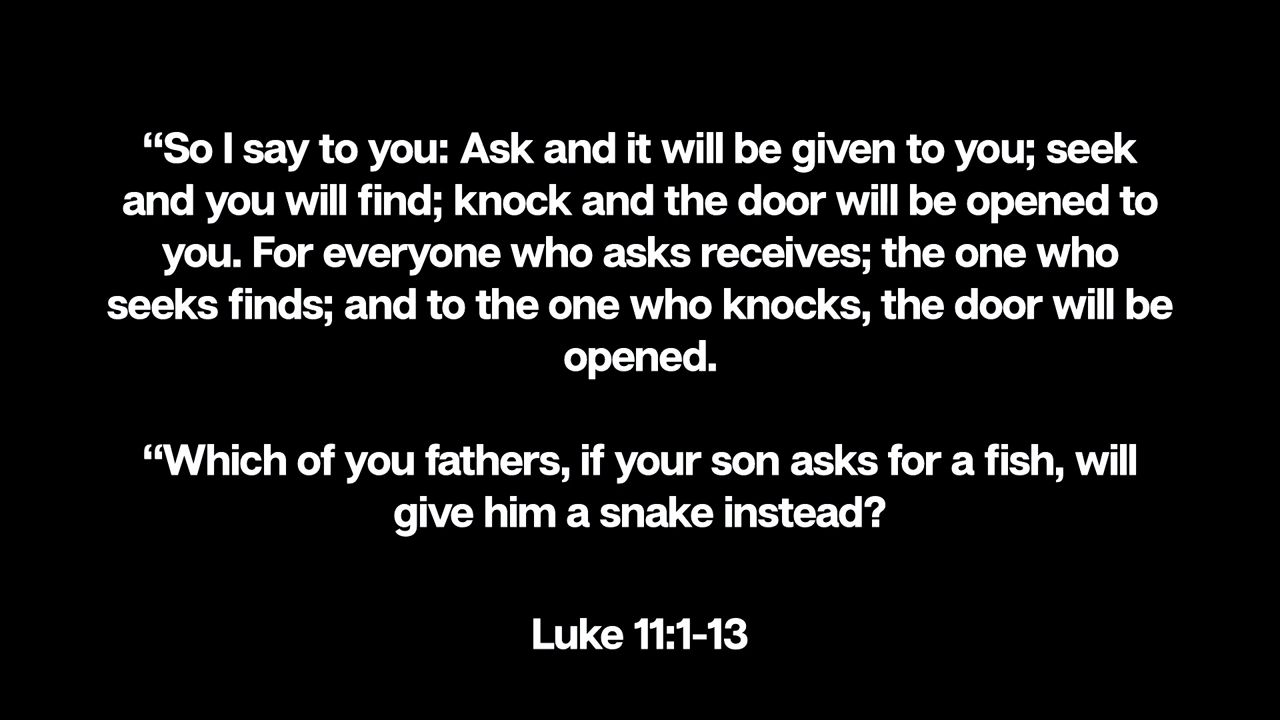 “So I say to you: Ask and it will be given to you; seek
and you will find; knock and the door will be opened to
you. For everyone who asks receives; the one who
seeks finds; and to the one who knocks, the door will be
opened.
“Which of you fathers, if your son asks for a fish, will
give him a snake instead?
Luke 11:1-13